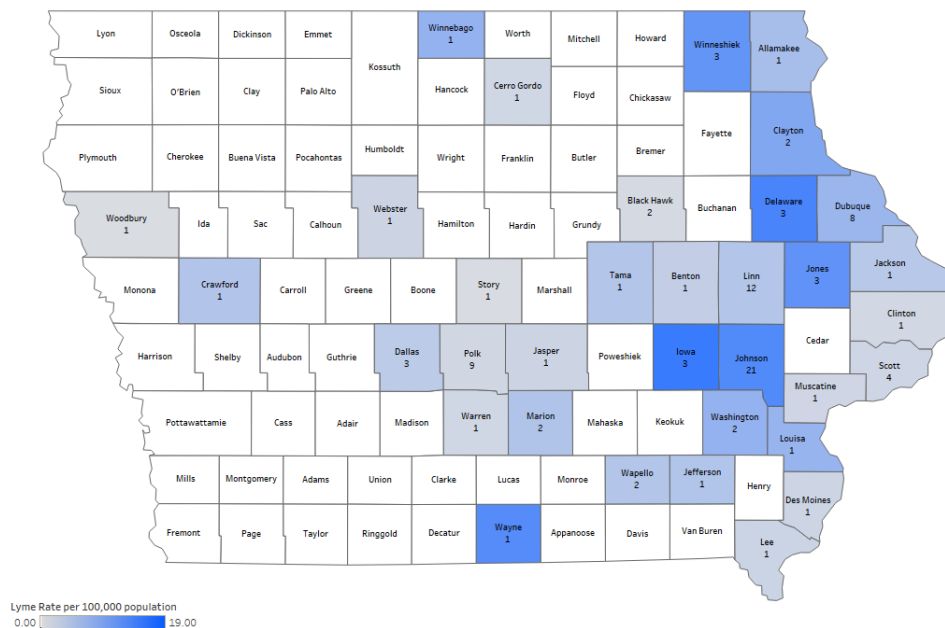 Lyon
Osceola
Dickinson
Emmet
Winnebago
1
Worth
Mitchell
Howard
Winneshiek
3
Allamakee
1
Kossuth
Sioux
O'Brien
Clay
Palo Alto
Hancock
Cerro Gordo
1
Floyd
Chickasaw
Fayette
Clayton
2
Plymouth
Cherokee
Buena Vista
Pocahontas
Humboldt
Wright
Franklin
Butler
Bremer
Woodbury
1
Ida
Sac
Calhoun
Webster
1
Hamilton
Hardin
Grundy
Black Hawk
2
Buchanan
Delaware
3
Dubuque
8
Monona
Crawford
1
Carroll
Greene
Boone
Story
1
Marshall
Tama
1
Benton
1
Linn
12
Jones
3
Jackson
1
Clinton
1
Harrison
Shelby
Audubon
Guthrie
Dallas
3
Polk
9
Jasper
1
Poweshiek
Iowa
3
Johnson
21
Cedar
Scott
4
Muscatine
1
Pottawattamie
Cass
Adair
Madison
Warren
1
Marion
2
Mahaska
Keokuk
Washington
2
Louisa
1
Mills
Montgomery
Adams
Union
Clarke
Lucas
Monroe
Wapello
2
Jefferson
1
Henry
Des Moines
1
Fremont
Page
Taylor
Ringgold
Decatur
Wayne
1
Appanoose
Davis
Van Buren
Lee
1
Lyme Rate per 100,000 population
0.00 19.00